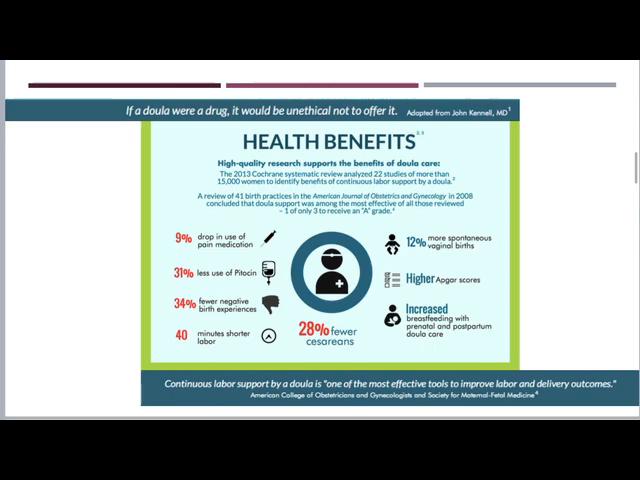 If a doula were a drug, it would be unethical not to offer it. Adapted from John Kennell, MD¹
HEALTH BENEFITS²˒³
High-quality research supports the benefits of doula care:
The 2013 Cochrane systematic review analyzed 22 studies of more than
15,000 women to identify benefits of continuous labor support by a doula.²
A review of 41 birth practices in the American Journal of Obstetrics and Gynecology in 2008
concluded that doula support was among the most effective of all those reviewed
– 1 of only 3 to receive an "A" grade.⁴
9% drop in use of
pain medication
31% less use of Pitocin
34% fewer negative
birth experiences
40 minutes shorter
labor
28% fewer
cesareans
12% more spontaneous
vaginal births
Higher Apgar scores
Increased
breastfeeding with
prenatal and postpartum
doula care
Continuous labor support by a doula is "one of the most effective tools to improve labor and delivery outcomes."
American College of Obstetricians and Gynecologists and Society for Maternal-Fetal Medicine⁴